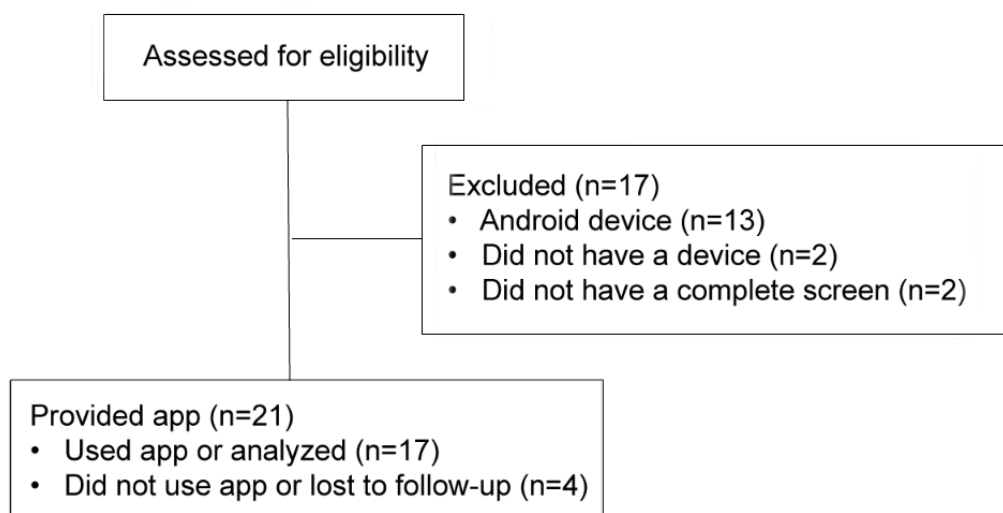 Assessed for eligibility
Excluded (n=17)
• Android device (n=13)
• Did not have a device (n=2)
• Did not have a complete screen (n=2)
Provided app (n=21)
• Used app or analyzed (n=17)
• Did not use app or lost to follow-up (n=4)